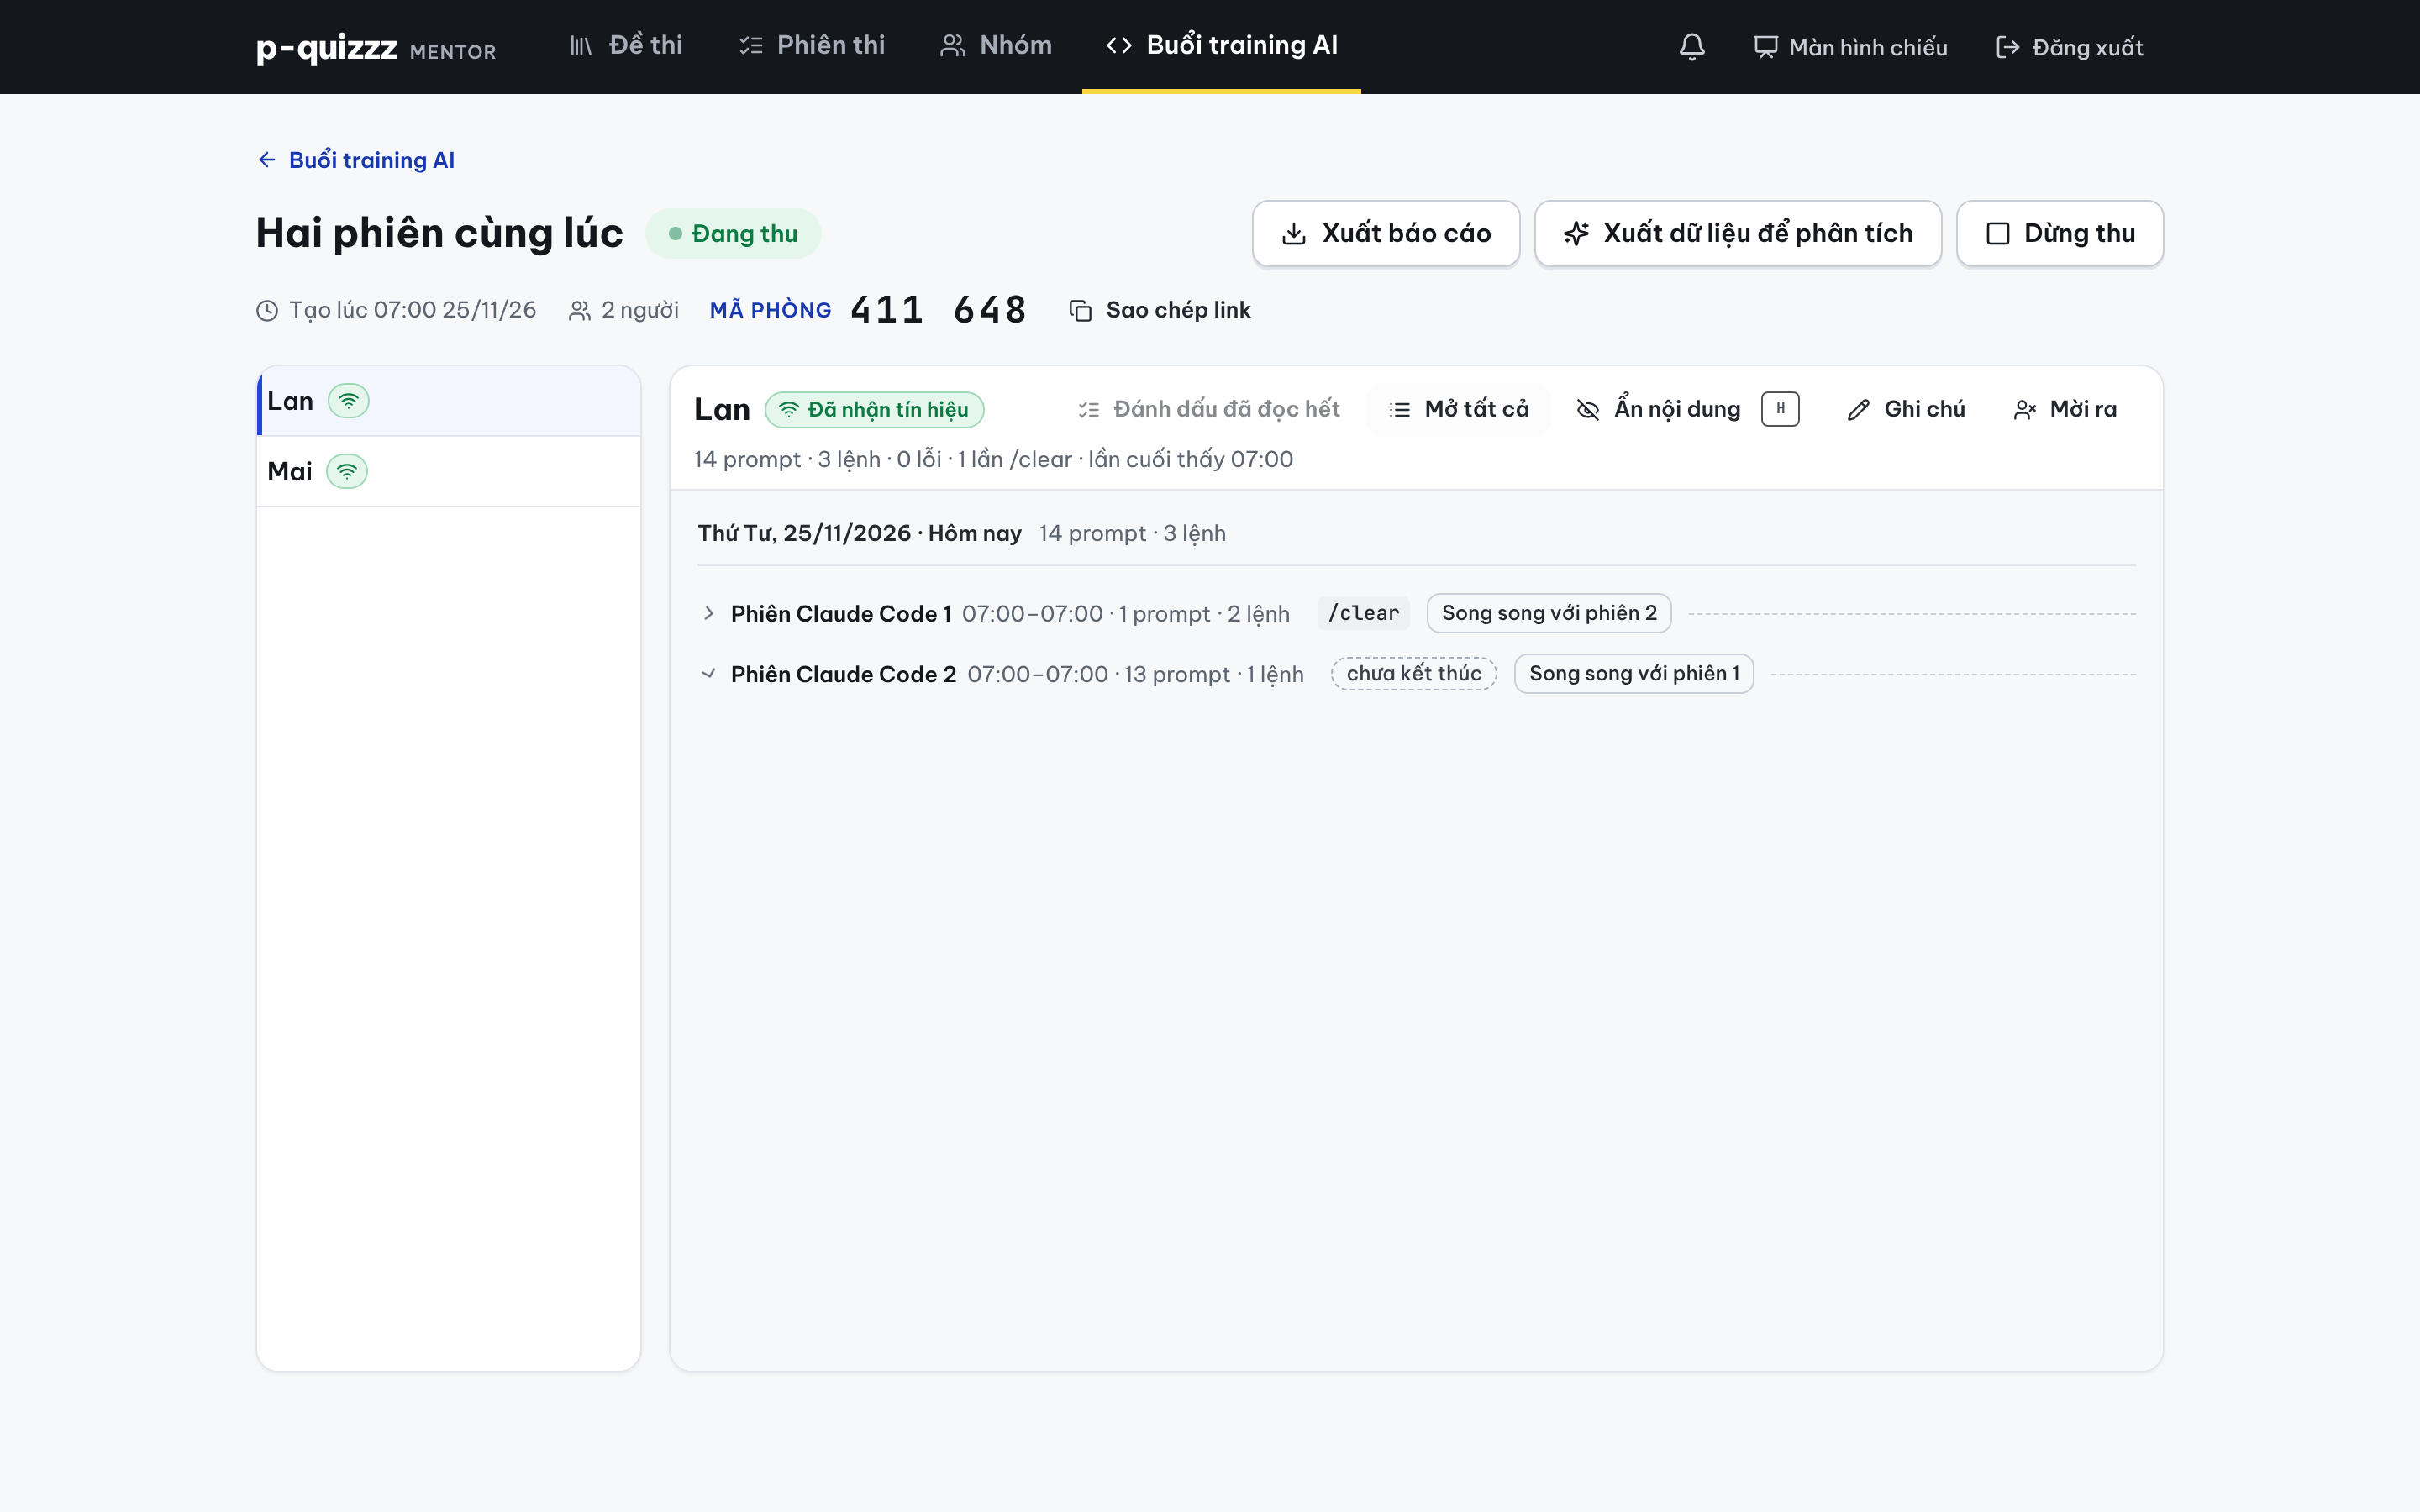 p-quizzz MENTOR Đề thi Phiên thi Nhóm Buổi training AI Màn hình chiếu Đăng xuất
Buổi training AI
Hai phiên cùng lúc Đang thu Xuất báo cáo Xuất dữ liệu để phân tích Dừng thu
Tạo lúc 07:00 25/11/26 2 người MÃ PHÒNG 411 648 Sao chép link
Lan
Mai
Lan Đã nhận tín hiệu Đánh dấu đã đọc hết Mở tất cả Ẩn nội dung H Ghi chú Mời ra
14 prompt · 3 lệnh · 0 lỗi · 1 lần /clear · lần cuối thấy 07:00
Thứ Tư, 25/11/2026 · Hôm nay 14 prompt · 3 lệnh
Phiên Claude Code 1 07:00–07:00 · 1 prompt · 2 lệnh /clear Song song với phiên 2
Phiên Claude Code 2 07:00–07:00 · 13 prompt · 1 lệnh chưa kết thúc Song song với phiên 1